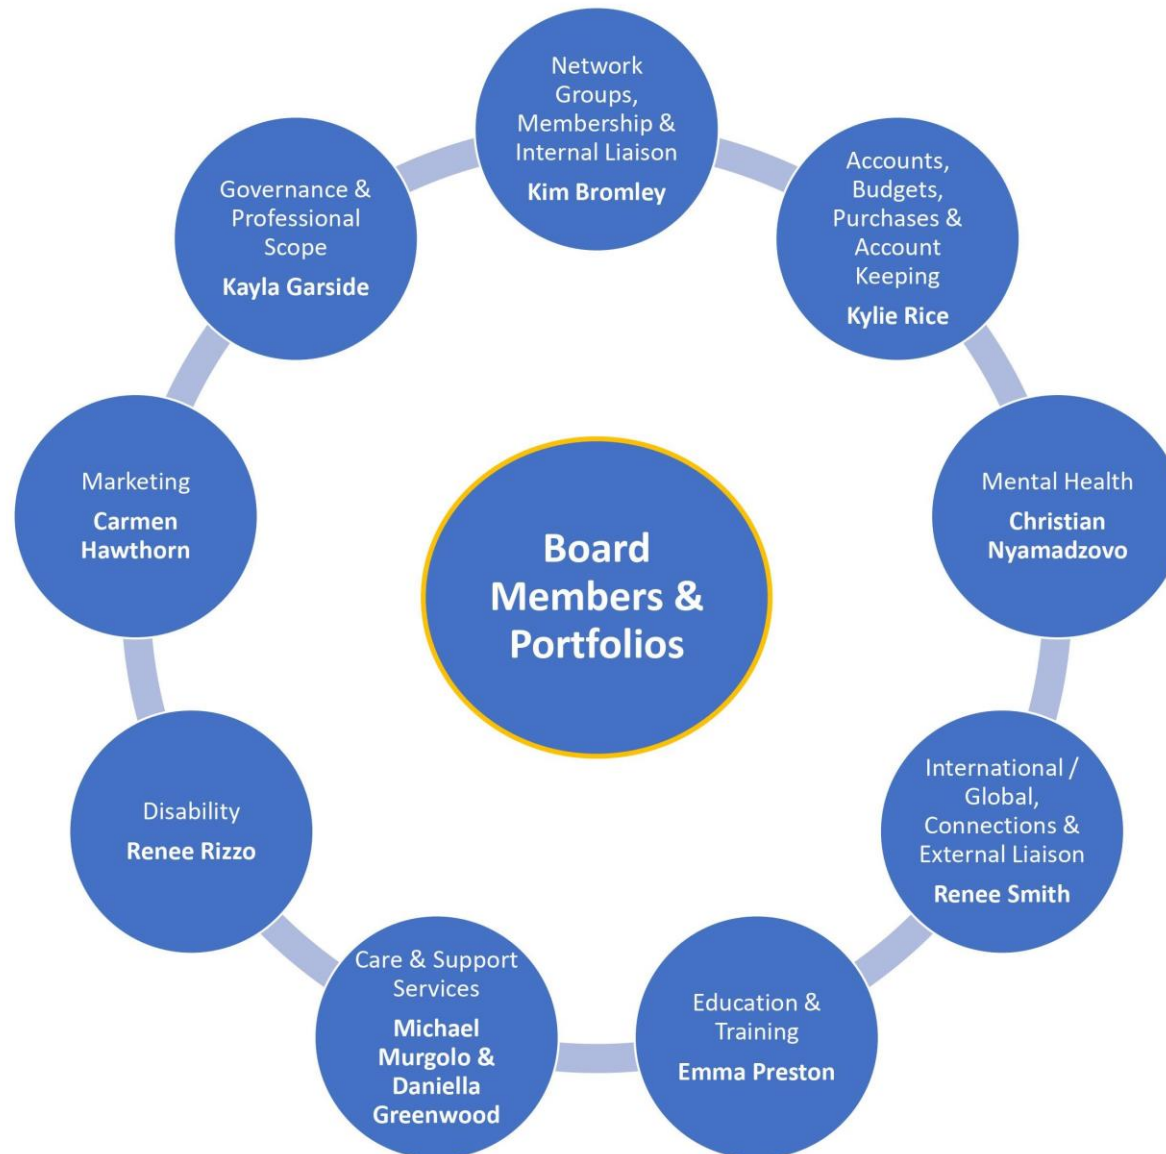 Network
Groups,
Membership &
Internal Liaison
Kim Bromley
Accounts,
Budgets,
Purchases &
Account
Keeping
Kylie Rice
Mental Health
Christian
Nyamadzovo
International /
Global,
Connections &
External Liaison
Renee Smith
Education &
Training
Emma Preston
Care & Support
Services
Michael
Murgolo &
Daniella
Greenwood
Disability
Renee Rizzo
Marketing
Carmen
Hawthorn
Governance &
Professional
Scope
Kayla Garside
Board
Members &
Portfolios